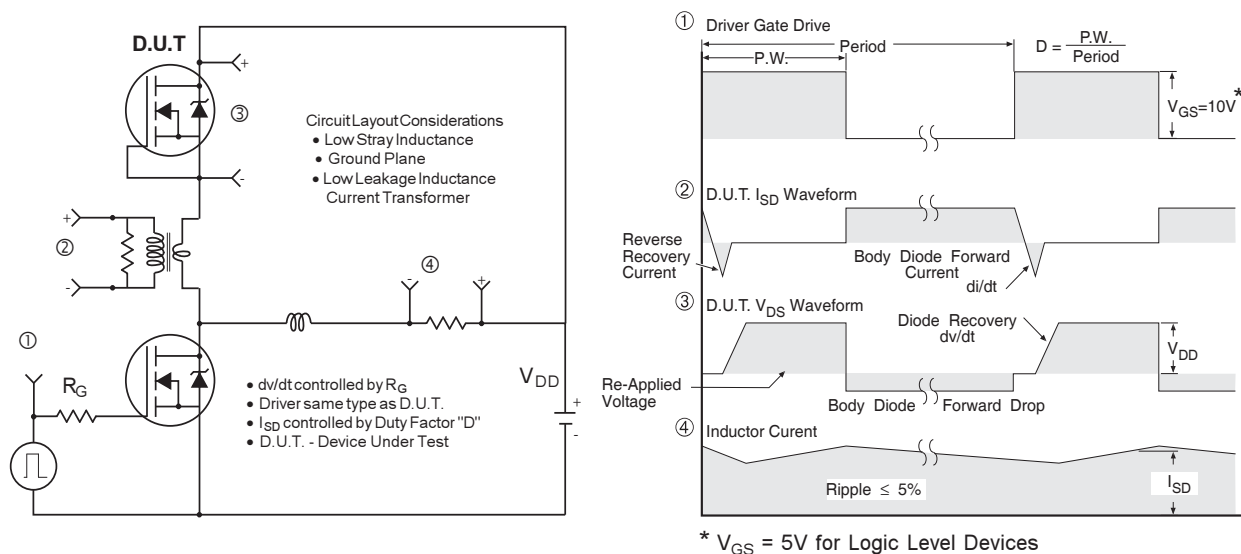 D.U.T
+
③
-
Circuit Layout Considerations
• Low Stray Inductance
• Ground Plane
• Low Leakage Inductance
Current Transformer
+
②
-
④
-
+
①
R_G
• dv/dt controlled by R_G
• Driver same type as D.U.T.
• I_SD controlled by Duty Factor "D"
• D.U.T. - Device Under Test
V_DD
+
-
① Driver Gate Drive
P.W.
Period
D = P.W. / Period
V_GS=10V *
② D.U.T. I_SD Waveform
Reverse
Recovery
Current
Body Diode Forward
Current
di/dt
③ D.U.T. V_DS Waveform
Diode Recovery
dv/dt
V_DD
Re-Applied
Voltage
Body Diode Forward Drop
④ Inductor Curent
Ripple ≤ 5%
I_SD
* V_GS = 5V for Logic Level Devices